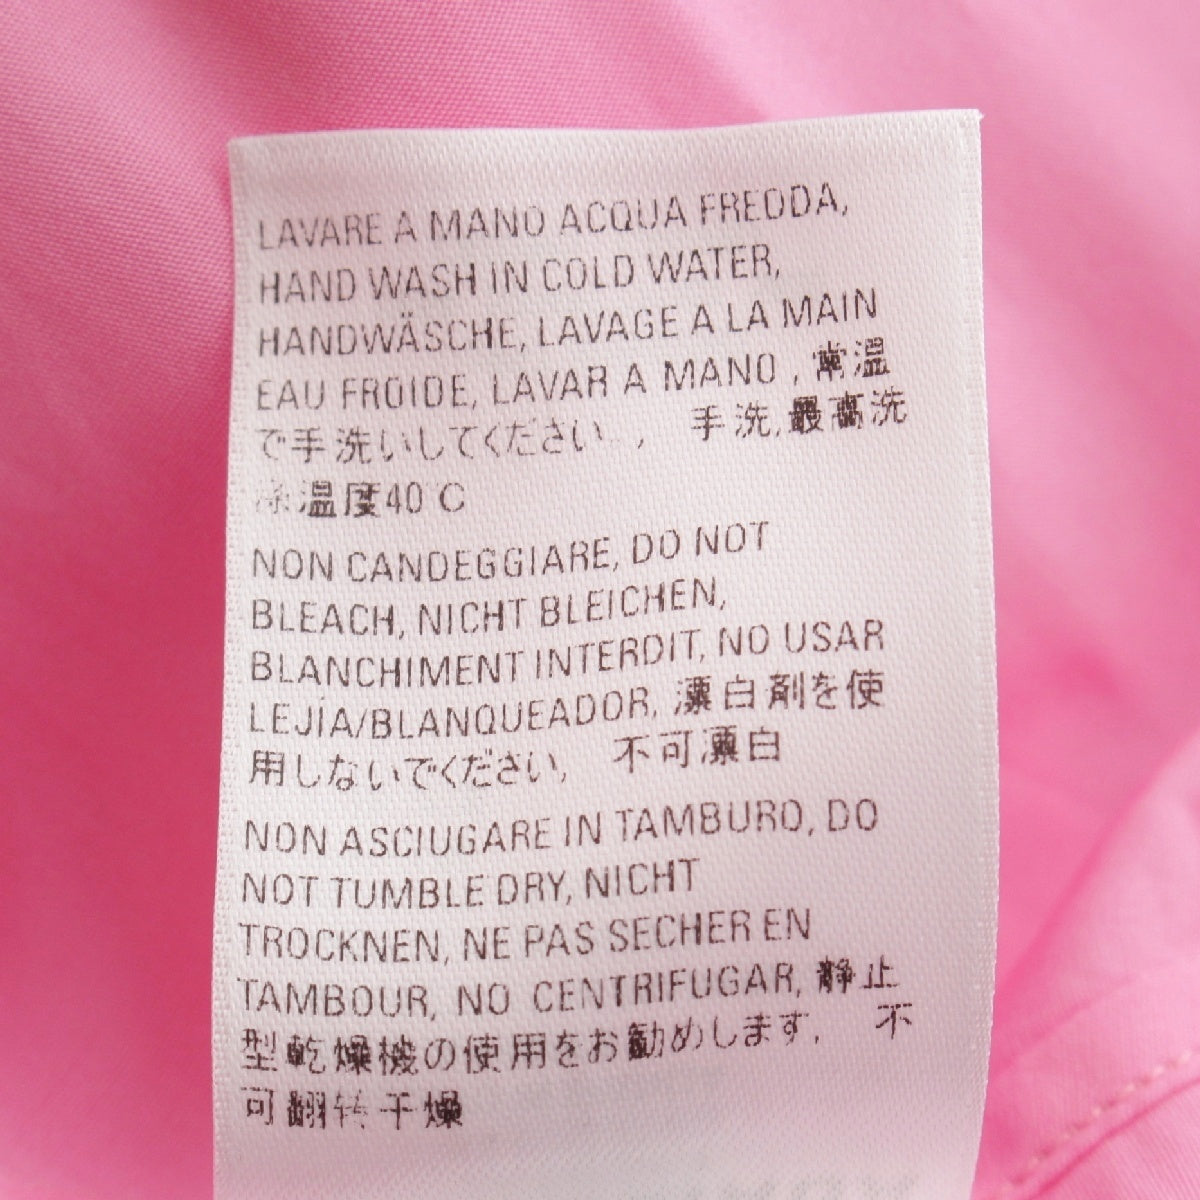 LAVARE A MANO ACQUA FREDDA,
HAND WASH IN COLD WATER,
HANDWÄSCHE, LAVAGE A LA MAIN
EAU FROIDE, LAVAR A MANO , 常温
で手洗いしてください. , 手洗,最高洗
涤温度40℃
NON CANDEGGIARE, DO NOT
BLEACH, NICHT BLEICHEN,
BLANCHIMENT INTERDIT, NO USAR
LEJÍA/BLANQUEADOR, 漂白剤を使
用しないでください, 不可漂白
NON ASCIUGARE IN TAMBURO, DO
NOT TUMBLE DRY, NICHT
TROCKNEN, NE PAS SECHER EN
TAMBOUR, NO CENTRIFUGAR, 静止
型乾燥機の使用をお勧めします, 不
可翻转干燥